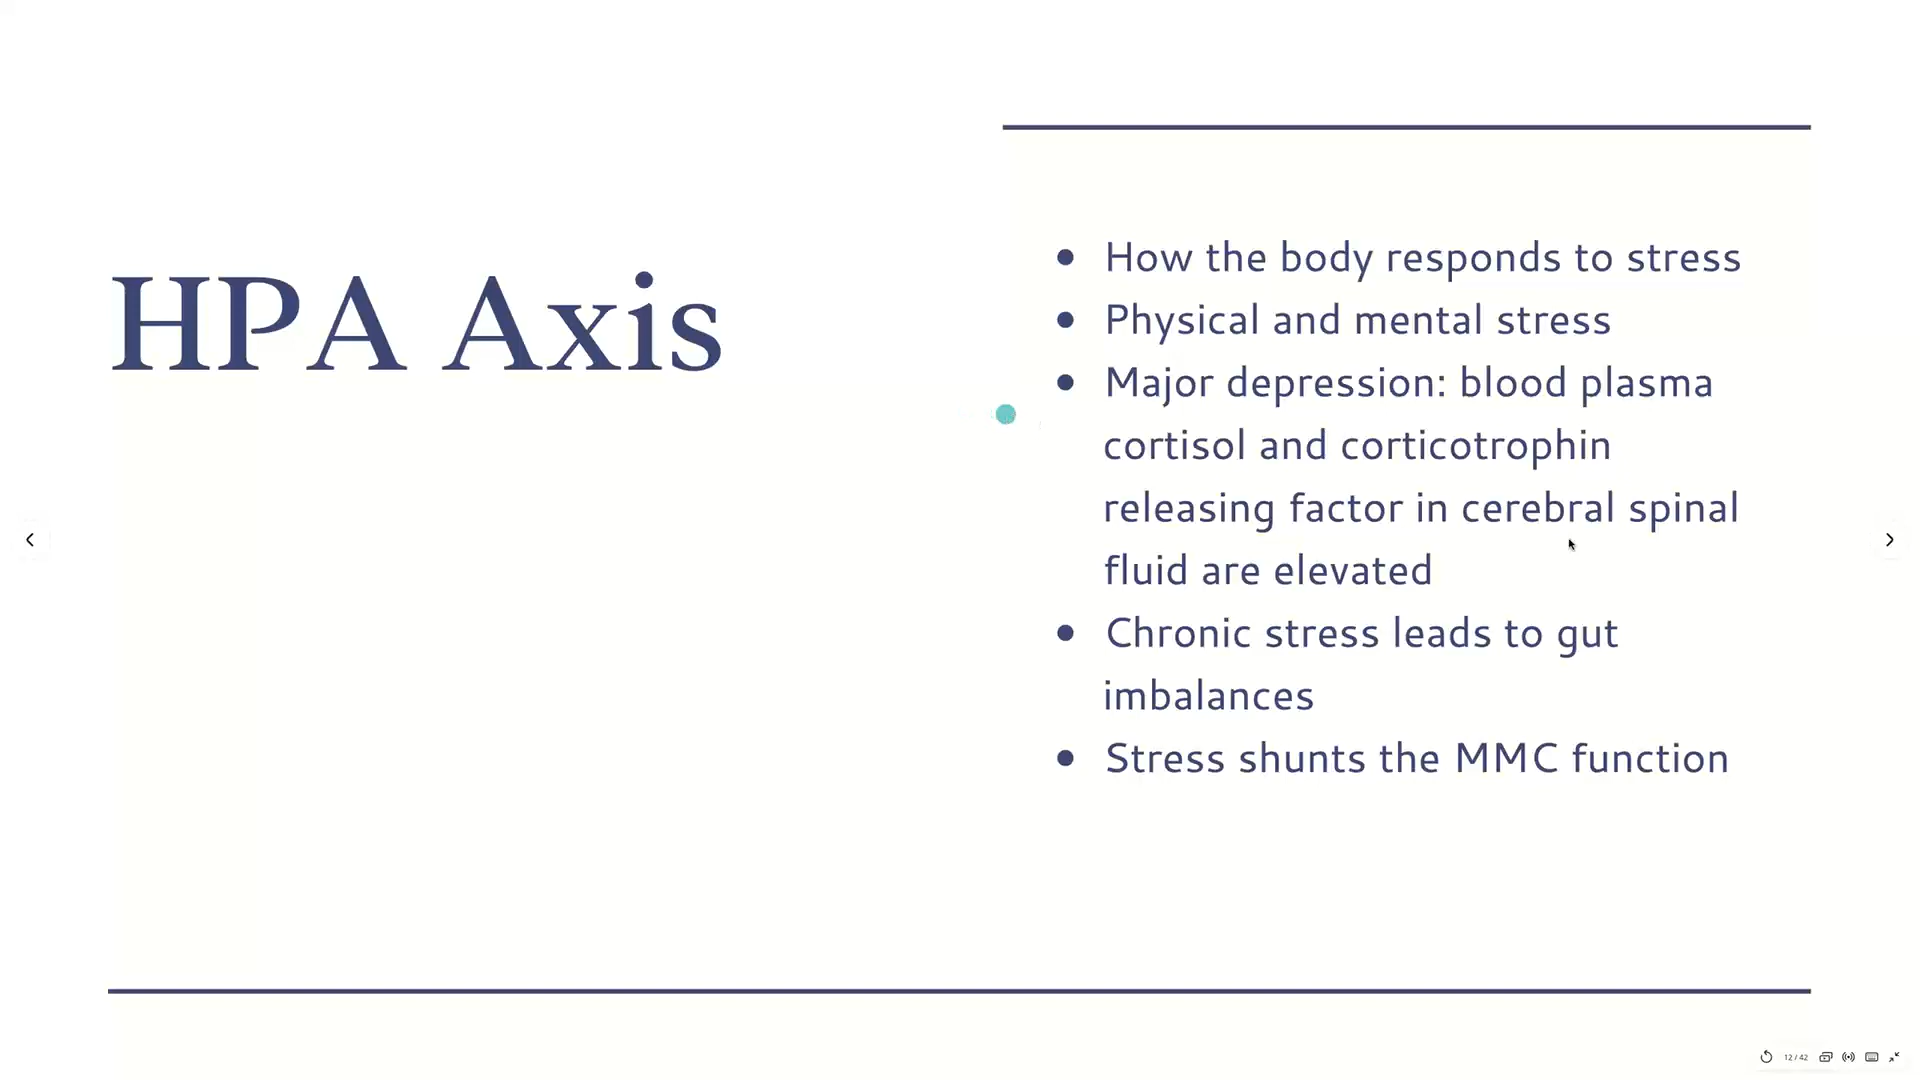 HPA Axis
• How the body responds to stress
• Physical and mental stress
• Major depression: blood plasma
cortisol and corticotrophin
releasing factor in cerebral spinal
fluid are elevated
• Chronic stress leads to gut
imbalances
• Stress shunts the MMC function
12 / 42